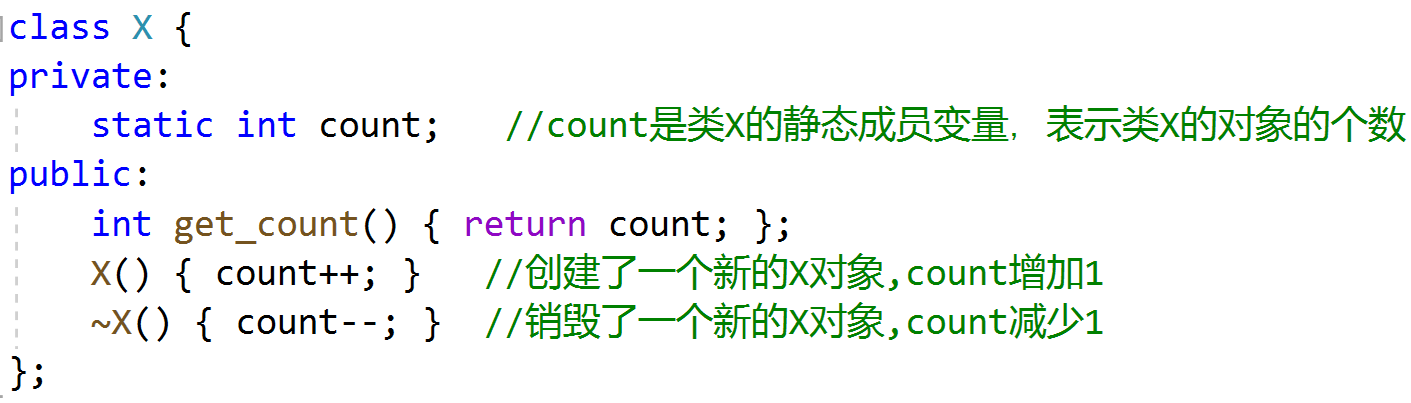 class X {
private:
    static int count;   //count是类X的静态成员变量，表示类X的对象的个数
public:
    int get_count() { return count; };
    X() { count++; }   //创建了一个新的X对象,count增加1
    ~X() { count--; }  //销毁了一个新的X对象,count减少1
};